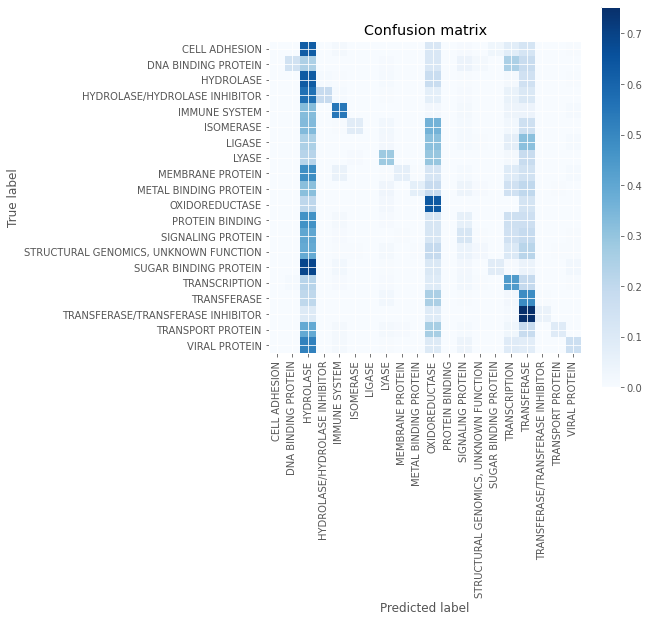 Confusion matrix
True label
CELL ADHESION
DNA BINDING PROTEIN
HYDROLASE
HYDROLASE/HYDROLASE INHIBITOR
IMMUNE SYSTEM
ISOMERASE
LIGASE
LYASE
MEMBRANE PROTEIN
METAL BINDING PROTEIN
OXIDOREDUCTASE
PROTEIN BINDING
SIGNALING PROTEIN
STRUCTURAL GENOMICS, UNKNOWN FUNCTION
SUGAR BINDING PROTEIN
TRANSCRIPTION
TRANSFERASE
TRANSFERASE/TRANSFERASE INHIBITOR
TRANSPORT PROTEIN
VIRAL PROTEIN
CELL ADHESION
DNA BINDING PROTEIN
HYDROLASE
HYDROLASE/HYDROLASE INHIBITOR
IMMUNE SYSTEM
ISOMERASE
LIGASE
LYASE
MEMBRANE PROTEIN
METAL BINDING PROTEIN
OXIDOREDUCTASE
PROTEIN BINDING
SIGNALING PROTEIN
STRUCTURAL GENOMICS, UNKNOWN FUNCTION
SUGAR BINDING PROTEIN
TRANSCRIPTION
TRANSFERASE
TRANSFERASE/TRANSFERASE INHIBITOR
TRANSPORT PROTEIN
VIRAL PROTEIN
Predicted label
0.7
0.6
0.5
0.4
0.3
0.2
0.1
0.0